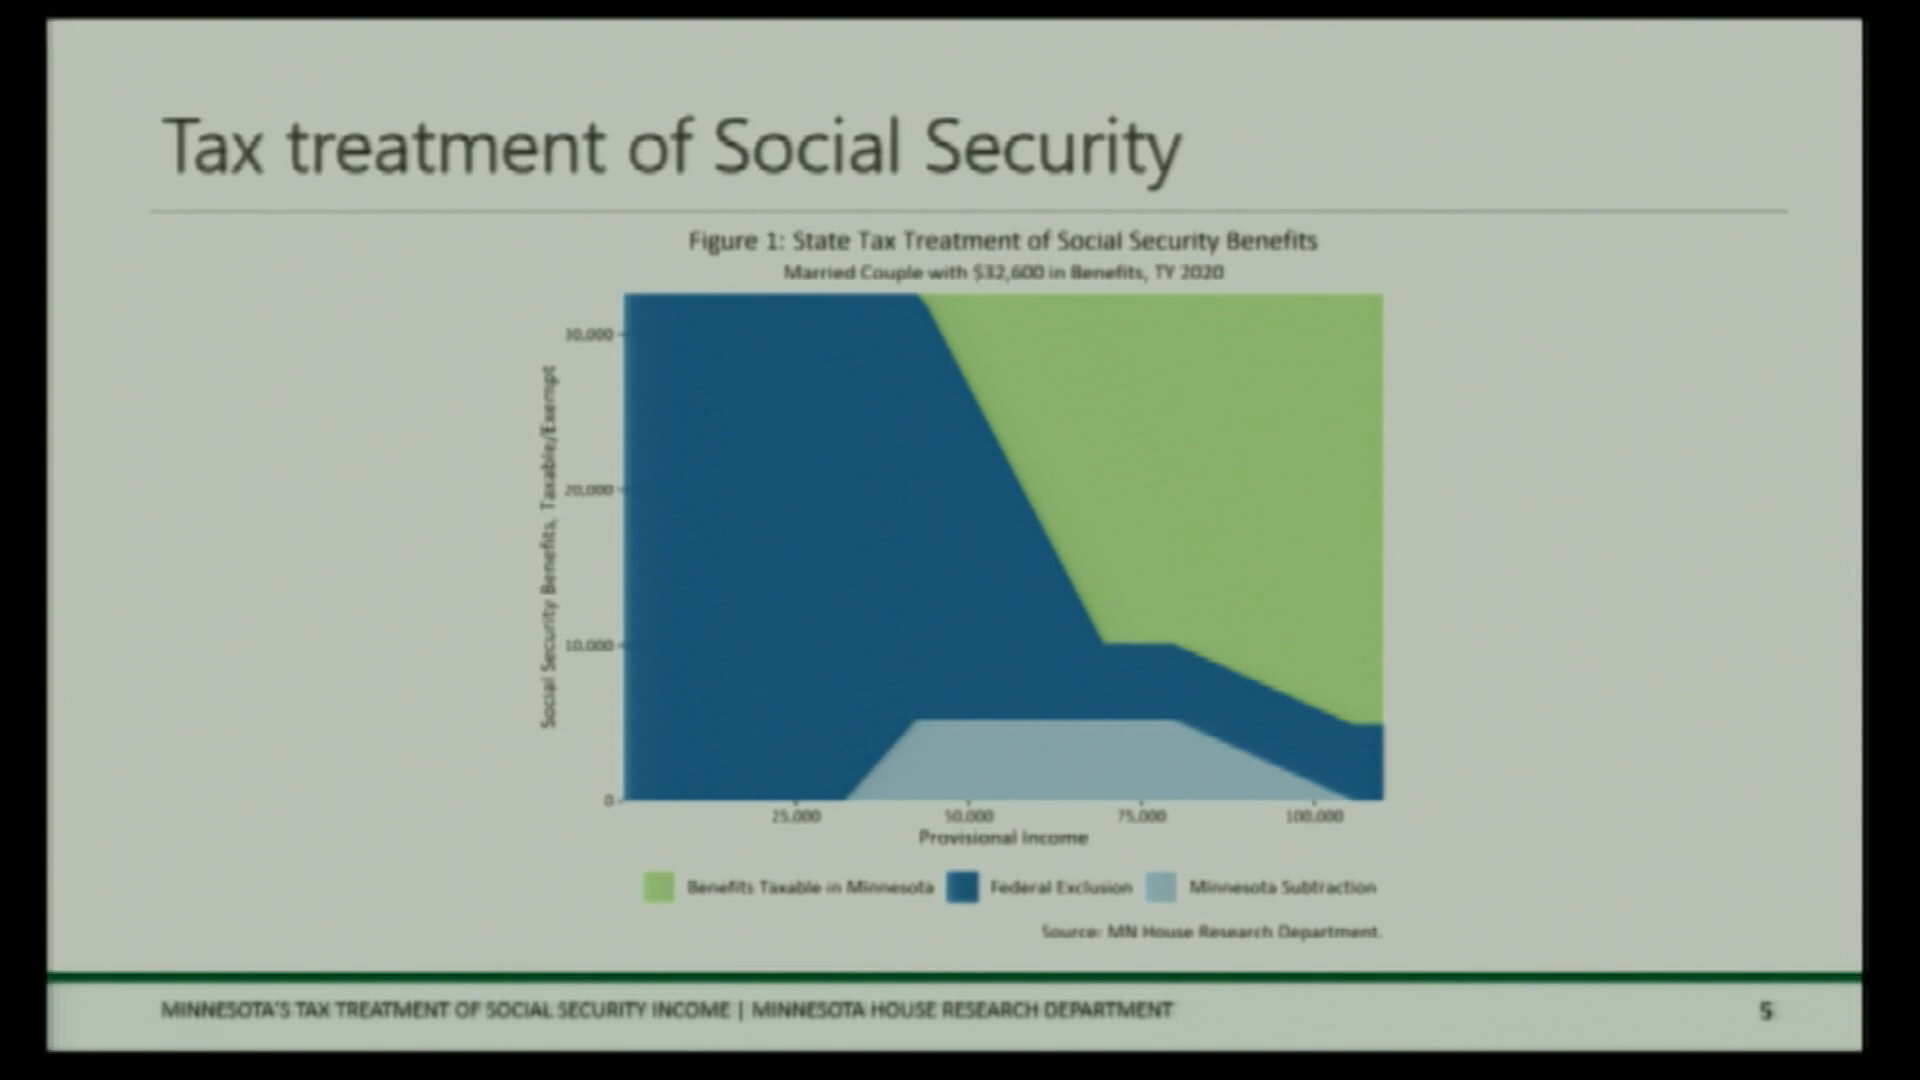 Tax treatment of Social Security
Figure 1: State Tax Treatment of Social Security Benefits
Married Couple with $32,600 in Benefits, TY 2020
Social Security Benefits, Taxable/Exempt
30,000
20,000
10,000
0
25,000
50,000
75,000
100,000
Provisional Income
Benefits Taxable in Minnesota
Federal Exclusion
Minnesota Subtraction
Source: MN House Research Department.
MINNESOTA'S TAX TREATMENT OF SOCIAL SECURITY INCOME | MINNESOTA HOUSE RESEARCH DEPARTMENT
5